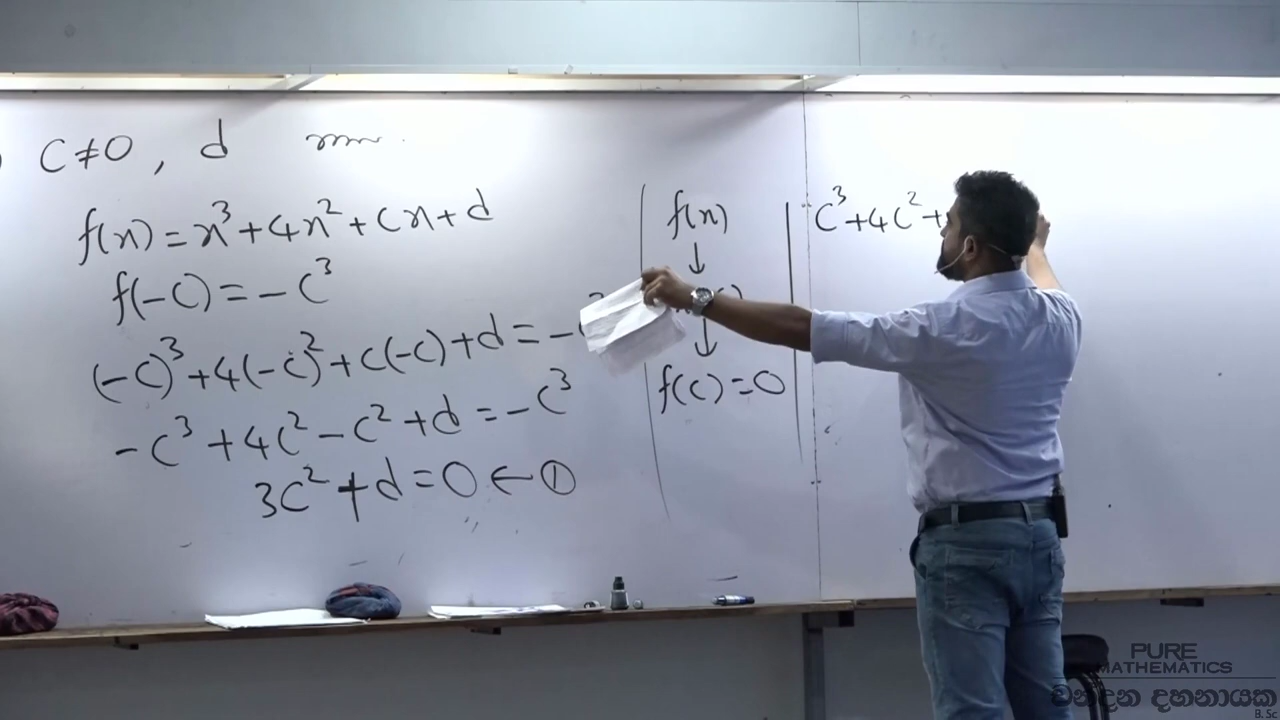 C≠0, d
f(x)=x³+4x²+cx+d
f(-c)=-c³
(-c)³+4(-c)²+c(-c)+d=-
-c³+4c²-c²+d=-c³
3c²+d=0←①
f(x)
↓
↓
f(c)=0
c³+4c²+
PURE
MATHEMATICS
චන්දන දහනායක
B. Sc